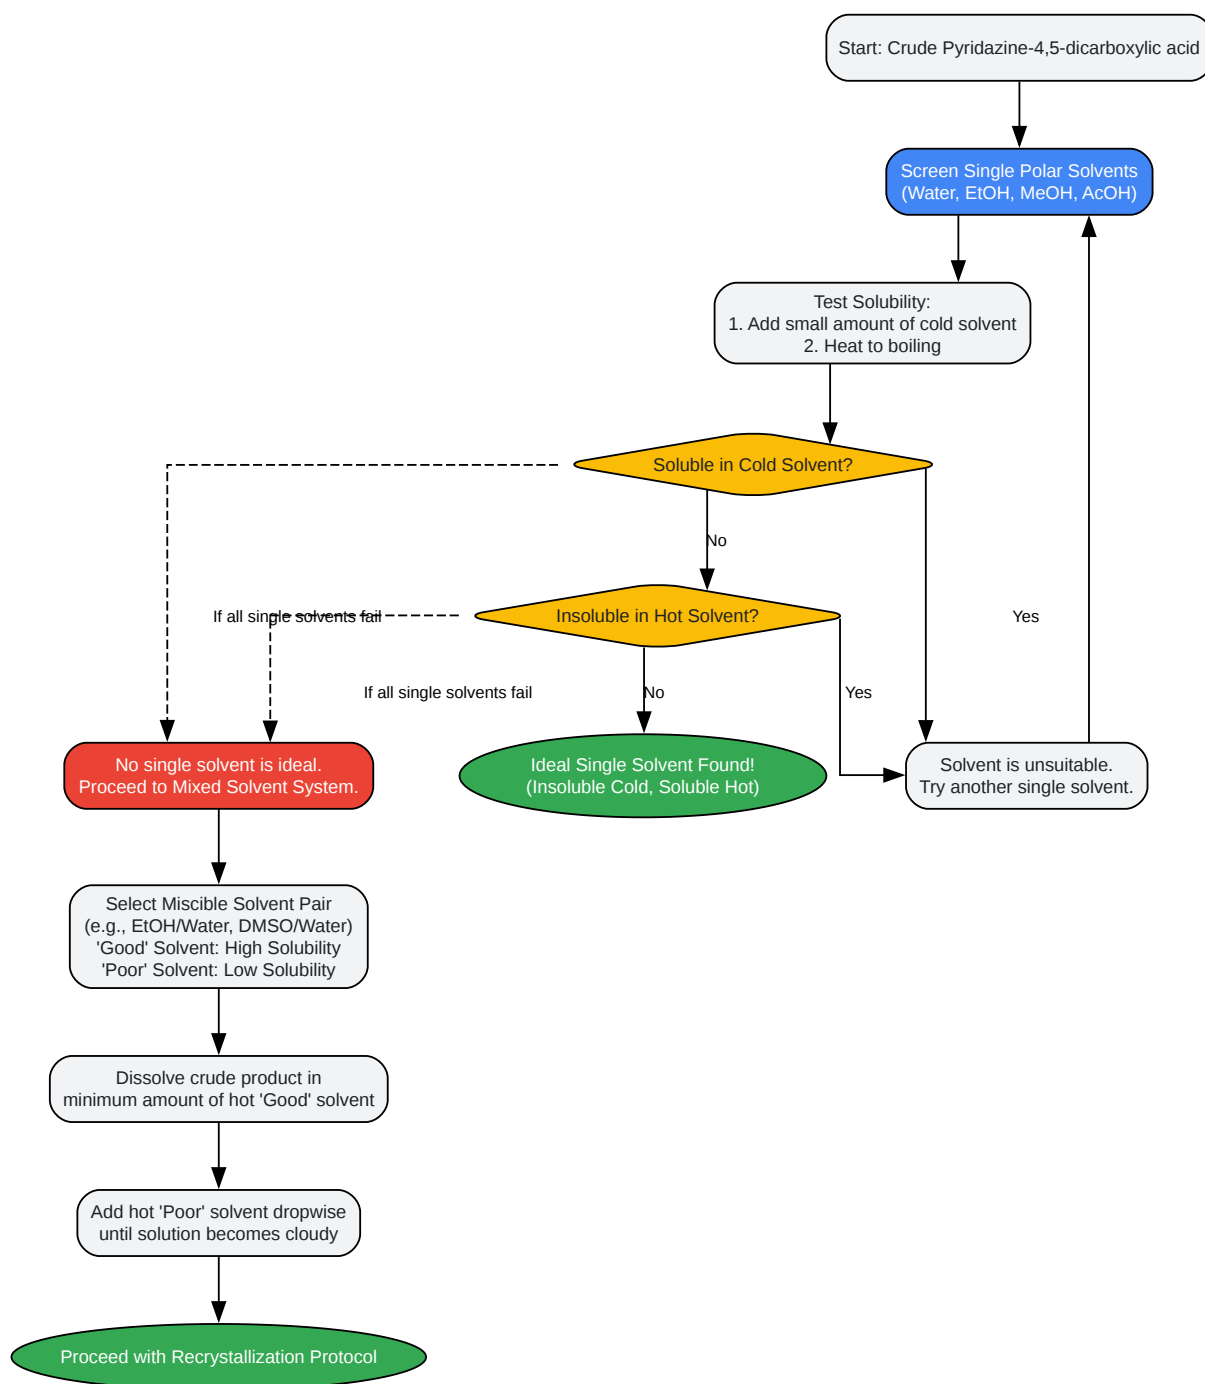 Start: Crude Pyridazine-4,5-dicarboxylic acid
Screen Single Polar Solvents
(Water, EtOH, MeOH, AcOH)
Test Solubility:
1. Add small amount of cold solvent
2. Heat to boiling
Soluble in Cold Solvent?
No
Insoluble in Hot Solvent?
If all single solvents fail
Yes
If all single solvents fail
No
Yes
No single solvent is ideal.
Proceed to Mixed Solvent System.
Ideal Single Solvent Found!
(Insoluble Cold, Soluble Hot)
Solvent is unsuitable.
Try another single solvent.
Select Miscible Solvent Pair
(e.g., EtOH/Water, DMSO/Water)
'Good' Solvent: High Solubility
'Poor' Solvent: Low Solubility
Dissolve crude product in
minimum amount of hot 'Good' solvent
Add hot 'Poor' solvent dropwise
until solution becomes cloudy
Proceed with Recrystallization Protocol